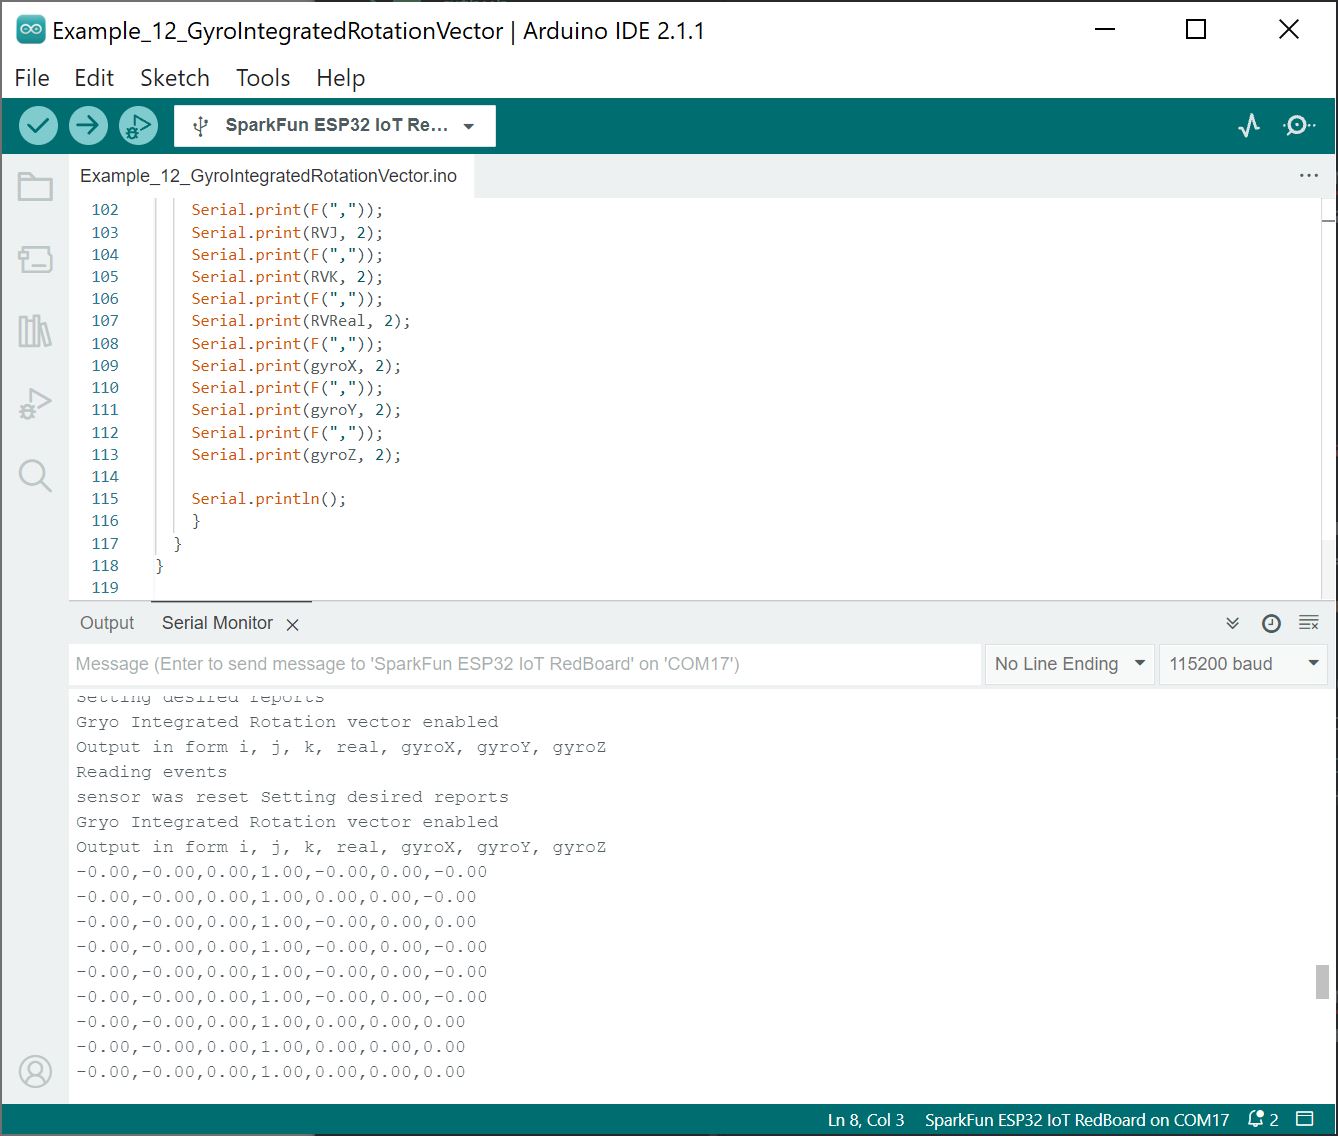 Example_12_GyroIntegratedRotationVector | Arduino IDE 2.1.1
File Edit Sketch Tools Help
SparkFun ESP32 IoT Re...
Example_12_GyroIntegratedRotationVector.ino
102 Serial.print(F(","));
103 Serial.print(RVJ, 2);
104 Serial.print(F(","));
105 Serial.print(RVK, 2);
106 Serial.print(F(","));
107 Serial.print(RVReal, 2);
108 Serial.print(F(","));
109 Serial.print(gyroX, 2);
110 Serial.print(F(","));
111 Serial.print(gyroY, 2);
112 Serial.print(F(","));
113 Serial.print(gyroZ, 2);
114
115 Serial.println();
116 }
117 }
118 }
119
Output Serial Monitor
Message (Enter to send message to 'SparkFun ESP32 IoT RedBoard' on 'COM17') No Line Ending 115200 baud
Setting desired reports
Gryo Integrated Rotation vector enabled
Output in form i, j, k, real, gyroX, gyroY, gyroZ
Reading events
sensor was reset Setting desired reports
Gryo Integrated Rotation vector enabled
Output in form i, j, k, real, gyroX, gyroY, gyroZ
-0.00,-0.00,0.00,1.00,-0.00,0.00,-0.00
-0.00,-0.00,0.00,1.00,0.00,0.00,-0.00
-0.00,-0.00,0.00,1.00,-0.00,0.00,0.00
-0.00,-0.00,0.00,1.00,-0.00,0.00,-0.00
-0.00,-0.00,0.00,1.00,-0.00,0.00,-0.00
-0.00,-0.00,0.00,1.00,-0.00,0.00,-0.00
-0.00,-0.00,0.00,1.00,0.00,0.00,0.00
-0.00,-0.00,0.00,1.00,0.00,0.00,0.00
-0.00,-0.00,0.00,1.00,0.00,0.00,0.00
Ln 8, Col 3 SparkFun ESP32 IoT RedBoard on COM17 2